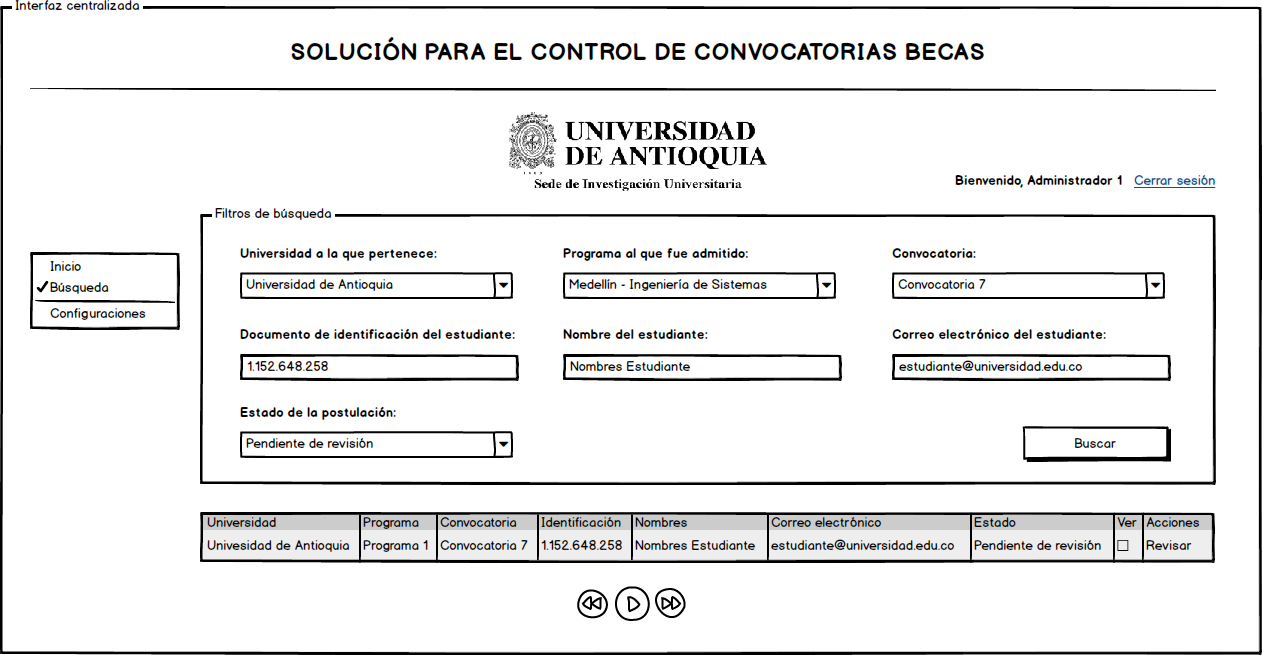 Interfaz centralizada
SOLUCIÓN PARA EL CONTROL DE CONVOCATORIAS BECAS
UNIVERSIDAD
DE ANTIOQUIA
Sede de Investigación Universitaria
Bienvenido, Administrador 1 Cerrar sesión
Inicio
Búsqueda
Configuraciones
Filtros de búsqueda
Universidad a la que pertenece: Programa al que fue admitido: Convocatoria:
Universidad de Antioquia Medellín - Ingeniería de Sistemas Convocatoria 7
Documento de identificación del estudiante: Nombre del estudiante: Correo electrónico del estudiante:
1.152.648.258 Nombres Estudiante estudiante@universidad.edu.co
Estado de la postulación:
Pendiente de revisión Buscar
Universidad Programa Convocatoria Identificación Nombres Correo electrónico Estado Ver Acciones
Univesidad de Antioquia Programa 1 Convocatoria 7 1.152.648.258 Nombres Estudiante estudiante@universidad.edu.co Pendiente de revisión Revisar